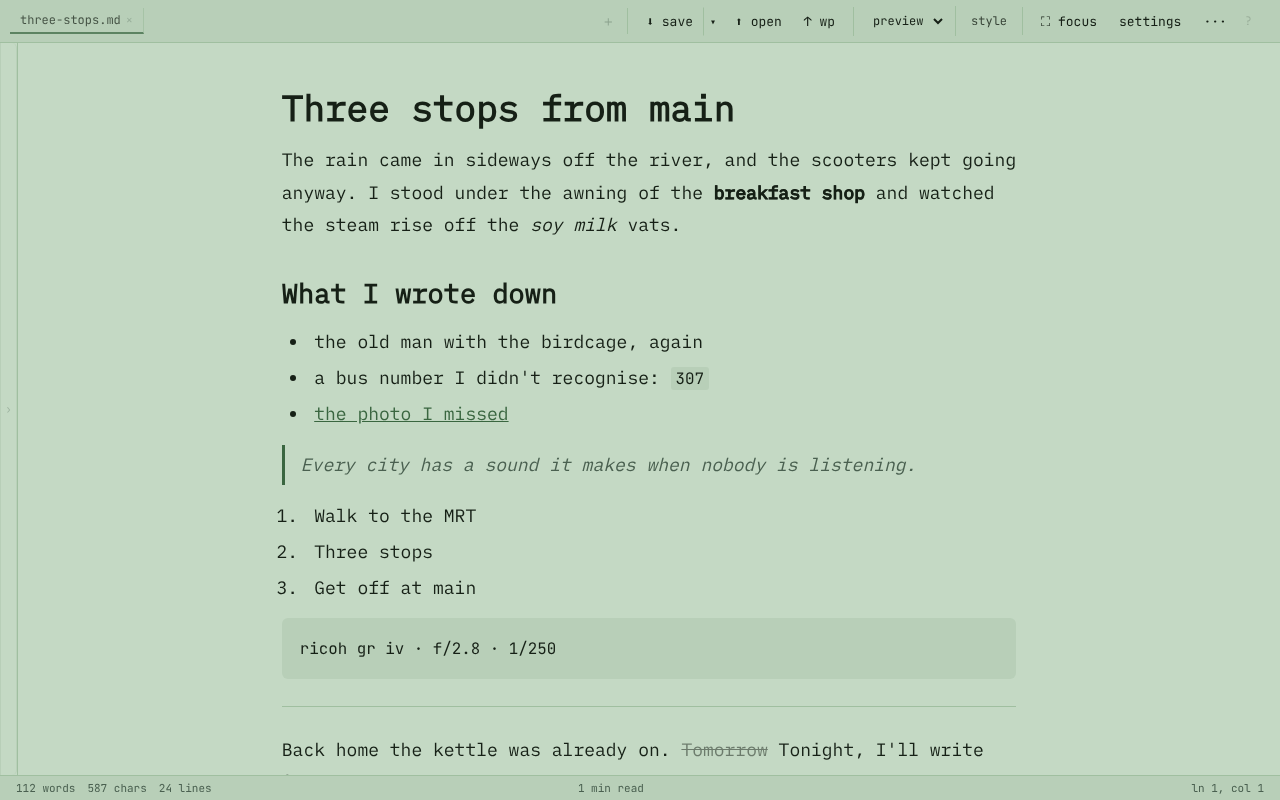 three-stops.md ×
+ ⬇ save ▾ ⬆ open ↑ wp preview style ⛶ focus settings ··· ?
Three stops from main
The rain came in sideways off the river, and the scooters kept going
anyway. I stood under the awning of the breakfast shop and watched
the steam rise off the soy milk vats.
What I wrote down
• the old man with the birdcage, again
• a bus number I didn't recognise: 307
• the photo I missed
Every city has a sound it makes when nobody is listening.
1. Walk to the MRT
2. Three stops
3. Get off at main
ricoh gr iv · f/2.8 · 1/250
Back home the kettle was already on. Tomorrow Tonight, I'll write
112 words 587 chars 24 lines
1 min read
ln 1, col 1